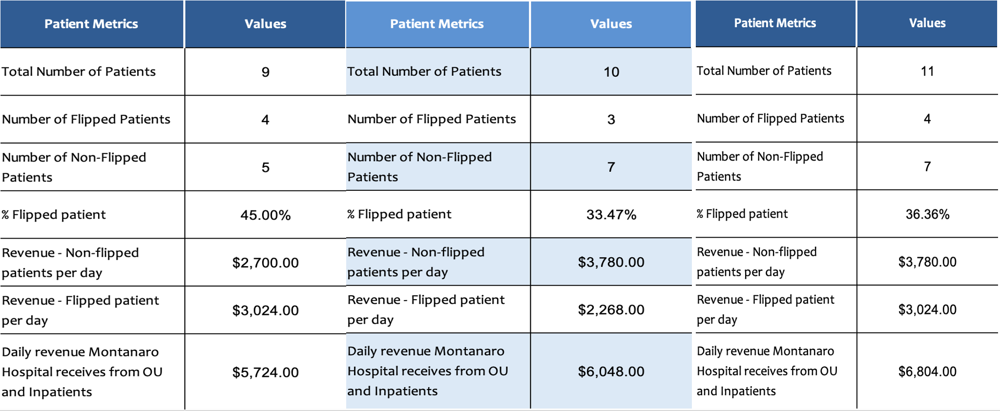 Patient Metrics Values
Total Number of Patients 9
Number of Flipped Patients 4
Number of Non-Flipped
Patients
5
% Flipped patient 45.00%
Revenue - Non-flipped
patients per day
$2,700.00
Revenue - Flipped patient
per day
$3,024.00
Daily revenue Montanaro
Hospital receives from OU
and Inpatients
$5,724.00
Patient Metrics Values
Total Number of Patients 10
Number of Flipped Patients 3
Number of Non-Flipped
Patients
7
% Flipped patient 33.47%
Revenue - Non-flipped
patients per day
$3,780.00
Revenue - Flipped patient
per day
$2,268.00
Daily revenue Montanaro
Hospital receives from OU
and Inpatients
$6,048.00
Patient Metrics Values
Total Number of Patients 11
Number of Flipped Patients 4
Number of Non-Flipped
Patients
7
% Flipped patient 36.36%
Revenue - Non-flipped
patients per day
$3,780.00
Revenue - Flipped patient
per day
$3,024.00
Daily revenue Montanaro
Hospital receives from OU
and Inpatients
$6,804.00